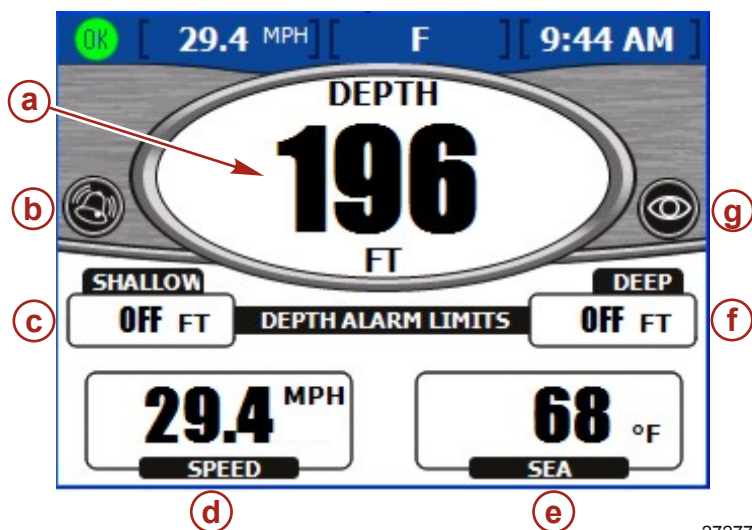 OK [ 29.4 MPH ] [ F ] [ 9:44 AM ]
DEPTH
a
196
b
g
FT
SHALLOW
DEEP
c
OFF FT
DEPTH ALARM LIMITS
OFF FT
f
29.4 MPH
68 °F
SPEED
SEA
d
e